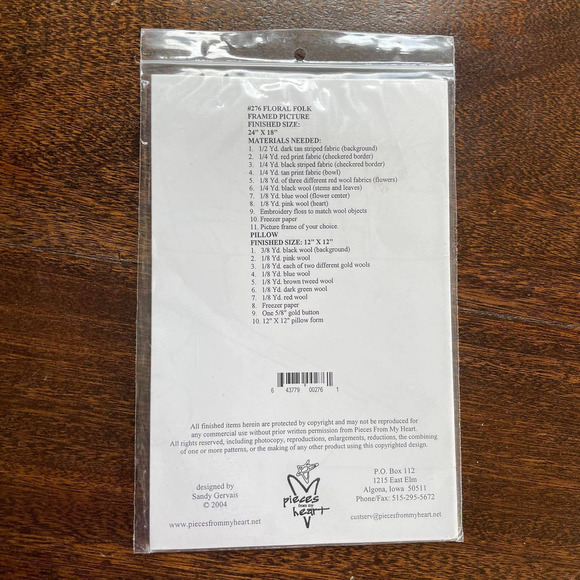 #276 FLORAL FOLK
FRAMED PICTURE
FINISHED SIZE:
24" X 18"
MATERIALS NEEDED:
1. 1/2 Yd. dark tan striped fabric (background)
2. 1/4 Yd. red print fabric (checkered border)
3. 1/4 Yd. black striped fabric (checkered border)
4. 1/4 Yd. tan print fabric (bowl)
5. 1/8 Yd. of three different red wool fabrics (flowers)
6. 1/4 Yd. black wool (stems and leaves)
7. 1/8 Yd. blue wool (flower center)
8. 1/8 Yd. pink wool (heart)
9. Embroidery floss to match wool objects
10. Freezer paper
11. Picture frame of your choice.
PILLOW
FINISHED SIZE: 12" X 12"
1. 3/8 Yd. black wool (background)
2. 1/8 Yd. pink wool
3. 1/8 Yd. each of two different gold wools
4. 1/8 Yd. blue wool
5. 1/8 Yd. brown tweed wool
6. 1/8 Yd. dark green wool
7. 1/8 Yd. red wool
8. Freezer paper
9. One 5/8" gold button
10. 12" X 12" pillow form
6 43779 00276 1
All finished items herein are protected by copyright and may not be reproduced for
any commercial use without prior written permission from Pieces From My Heart.
All rights reserved, including photocopy, reproductions, enlargements, reductions, the combining
of one or more patterns, or the making of any other product using this copyrighted design.
designed by
Sandy Gervais
© 2004
www.piecesfrommyheart.net
pieces
from my
heart
P.O. Box 112
1215 East Elm
Algona, Iowa 50511
Phone/Fax: 515-295-5672
custserv@piecesfrommyheart.net